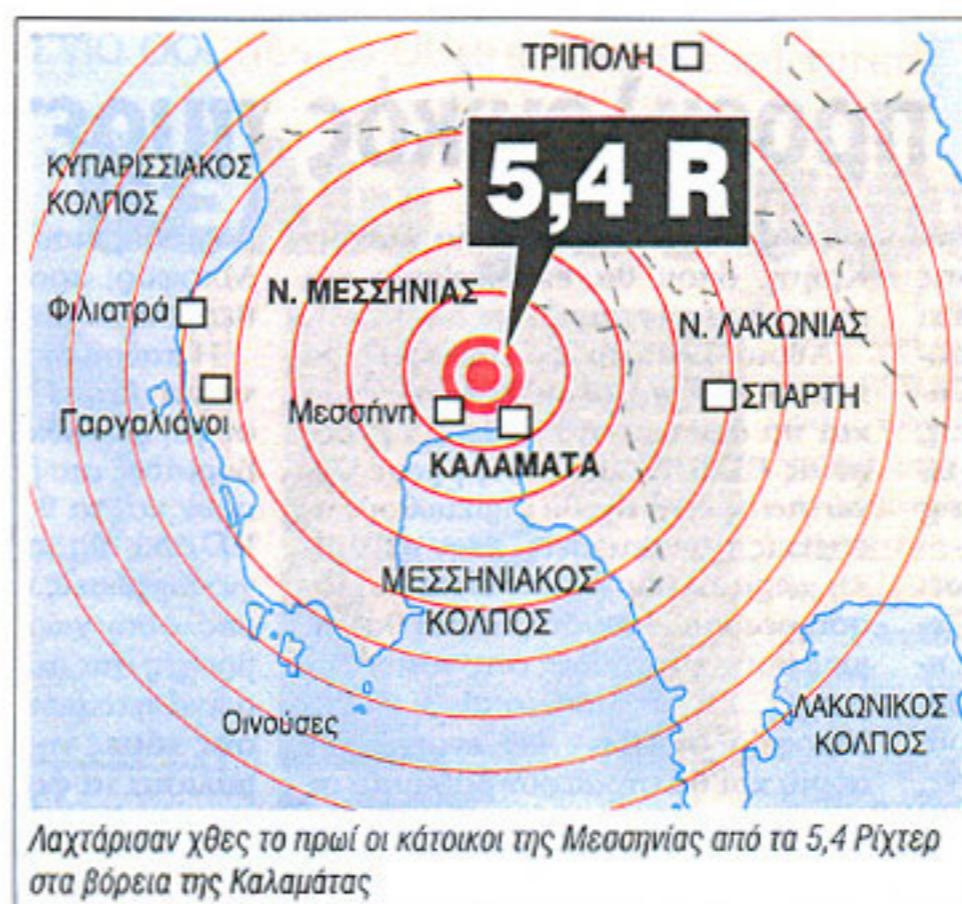 ΤΡΙΠΟΛΗ
5,4 R
ΚΥΠΑΡΙΣΣΙΑΚΟΣ
ΚΟΛΠΟΣ
Ν. ΜΕΣΣΗΝΙΑΣ
Φιλιατρά
Ν. ΛΑΚΩΝΙΑΣ
Γαργαλιάνοι
Μεσσήνη
ΣΠΑΡΤΗ
ΚΑΛΑΜΑΤΑ
ΜΕΣΣΗΝΙΑΚΟΣ
ΚΟΛΠΟΣ
Οινούσες
ΛΑΚΩΝΙΚΟΣ
ΚΟΛΠΟΣ
Λαχτάρισαν χθες το πρωί οι κάτοικοι της Μεσσηνίας από τα 5,4 Ρίχτερ
στα βόρεια της Καλαμάτας